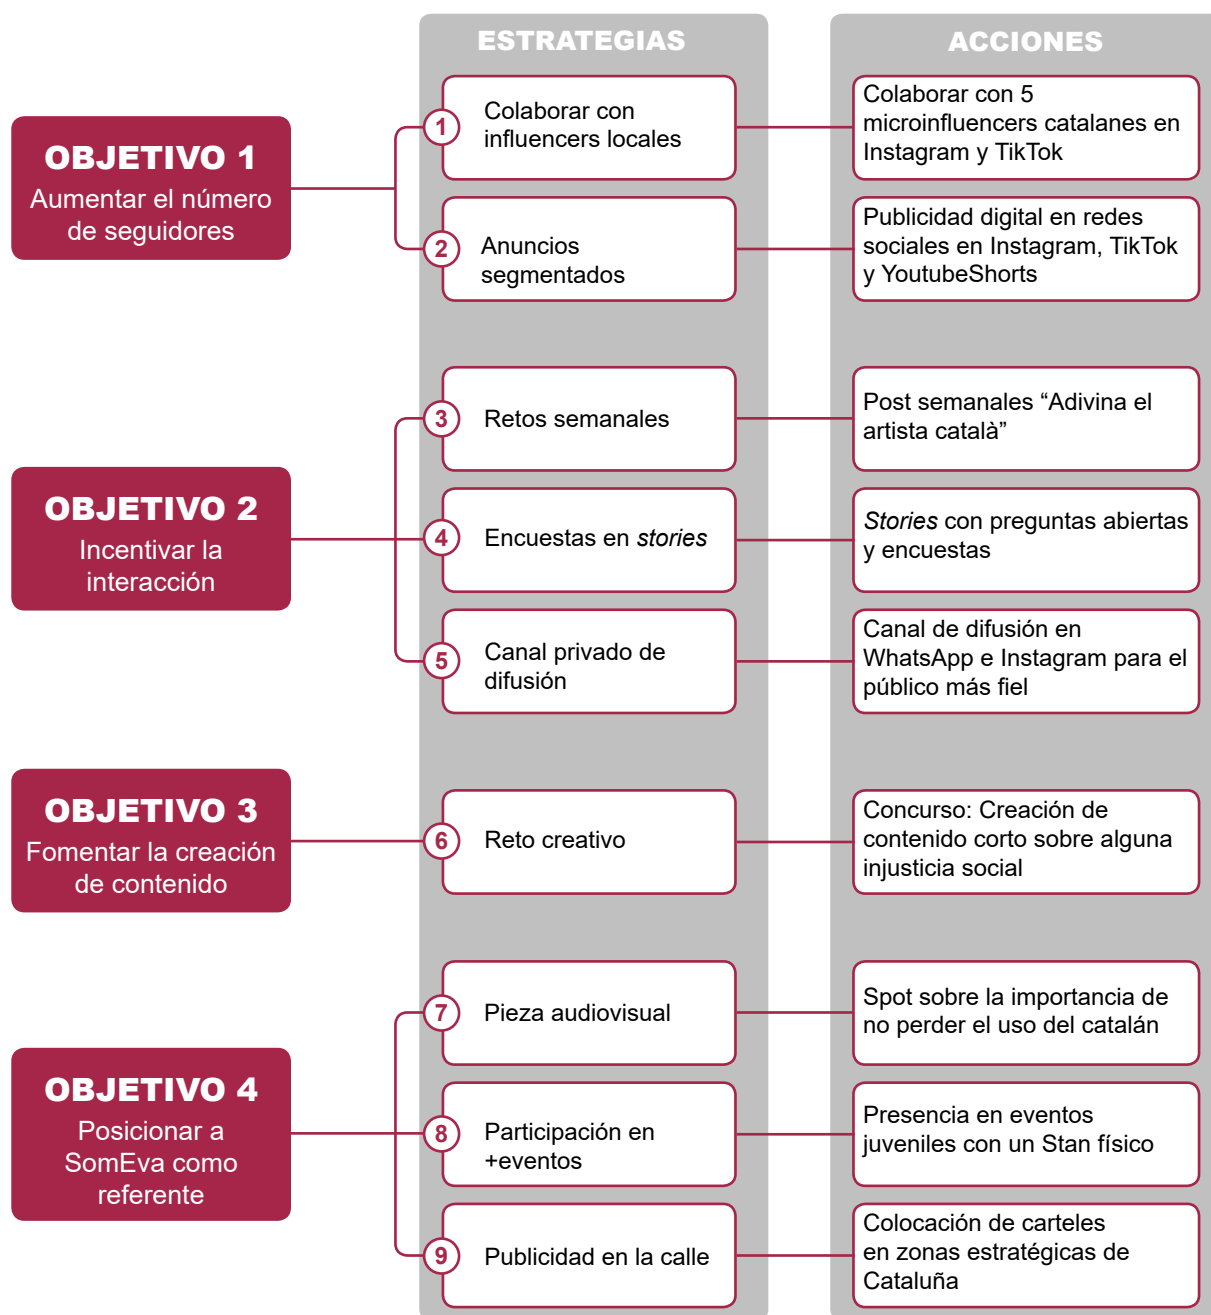 ESTRATEGIAS
ACCIONES
OBJETIVO 1
Aumentar el número
de seguidores
1
Colaborar con
influencers locales
Colaborar con 5
microinfluencers catalanes en
Instagram y TikTok
2
Anuncios
segmentados
Publicidad digital en redes
sociales en Instagram, TikTok
y YoutubeShorts
OBJETIVO 2
Incentivar la
interacción
3
Retos semanales
Post semanales “Adivina el
artista català”
4
Encuestas en stories
Stories con preguntas abiertas
y encuestas
5
Canal privado de
difusión
Canal de difusión en
WhatsApp e Instagram para el
público más fiel
OBJETIVO 3
Fomentar la creación
de contenido
6
Reto creativo
Concurso: Creación de
contenido corto sobre alguna
injusticia social
OBJETIVO 4
Posicionar a
SomEva como
referente
7
Pieza audiovisual
Spot sobre la importancia de
no perder el uso del catalán
8
Participación en
+eventos
Presencia en eventos
juveniles con un Stan físico
9
Publicidad en la calle
Colocación de carteles
en zonas estratégicas de
Cataluña